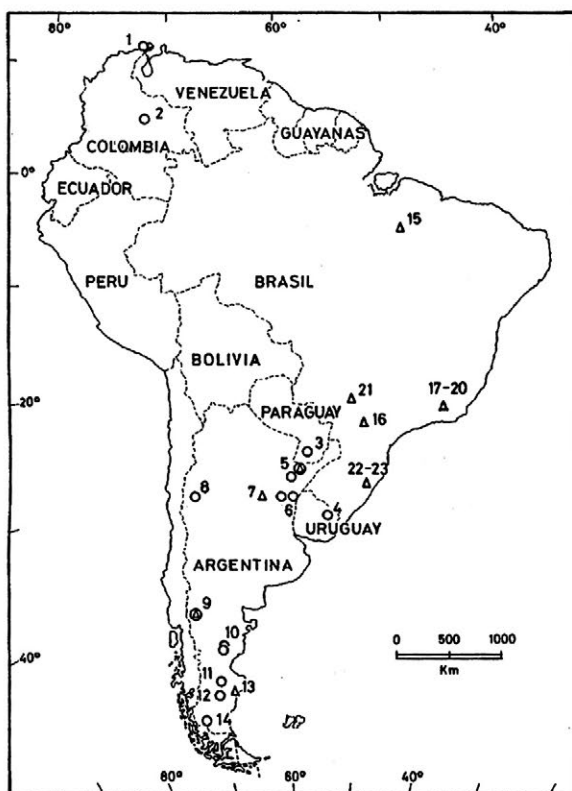 80° 60° 40°
1
VENEZUELA
2
GUAYANAS
COLOMBIA
0°
ECUADOR
15
PERU
BRASIL
BOLIVIA
21
17-20
20°
PARAGUAY
16
3
5
22-23
8
7
6
4
URUGUAY
ARGENTINA
9
0 500 1000
Km
10
40°
11
12
13
14
80° 60° 40°